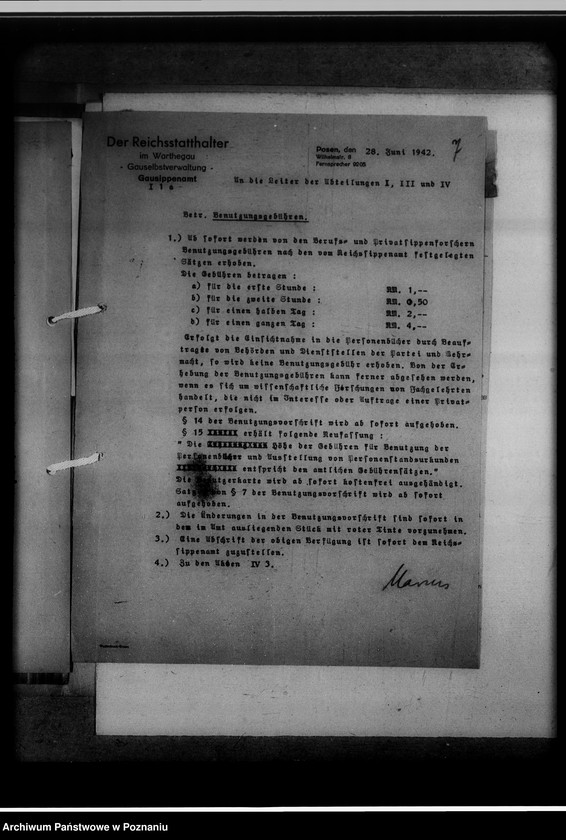 7
Der Reichsstatthalter
im Warthegau
- Gauselbstverwaltung -
Gausippenamt
I 1 a
Posen, den 28. Juni 1942.
Wilhelmstr. 8
Fernsprecher
An die Leiter der Abteilungen I, III und IV
Betr. Benutzungsgebühren.
1.) Ab sofort werden von den Berufs- und Privatsippenforschern
Benutzungsgebühren nach den vom Reichssippenamt festgelegten
Sätzen erhoben.
Die Gebühren betragen :
a) für die erste Stunde : RM. 1,--
b) für die zweite Stunde : RM. 0,50
c) für einen halben Tag : RM. 2,--
d) für einen ganzen Tag : RM. 4,--
Erfolgt die Einsichtnahme in die Personenbücher durch Beauf-
tragte von Behörden und Dienststellen der Partei und Wehr-
macht, so wird keine Benutzungsgebühr erhoben. Von der Er-
hebung der Benutzungsgebühren kann ferner abgesehen werden,
wenn es sich um wissenschaftliche Forschungen von Fachgelehrten
handelt, die nicht im Interesse oder Auftrage einer Privat-
person erfolgen.
§ 14 der Benutzungsvorschrift wird ab sofort aufgehoben.
§ 15 XXXXXX erhält folgende Neufassung :
" Die XXXXXXXXXXXX Höhe der Gebühren für Benutzung der
Personenbücher und Ausstellung von Personenstandsurkunden
XXXXXXXXXXXX entspricht den amtlichen Gebührensätzen."
Die Benutzerkarte wird ab sofort kostenfrei ausgehändigt.
Satz von § 7 der Benutzungsvorschrift wird ab sofort
aufgehoben.
2.) Die Änderungen in der Benutzungsvorschrift sind sofort in
dem im Amt ausliegenden Stück mit roter Tinte vorzunehmen.
3.) Eine Abschrift der obigen Verfügung ist sofort dem Reichs-
sippenamt zuzustellen.
4.) Zu den Akten IV 3.
Archiwum Państwowe w Poznaniu